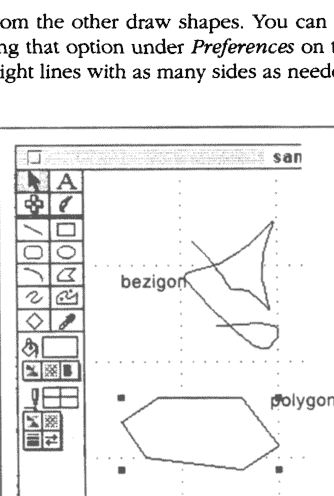 om the other draw shapes. You can
ng that option under Preferences on t
ight lines with as many sides as neede
san
A
bezigon
polygon